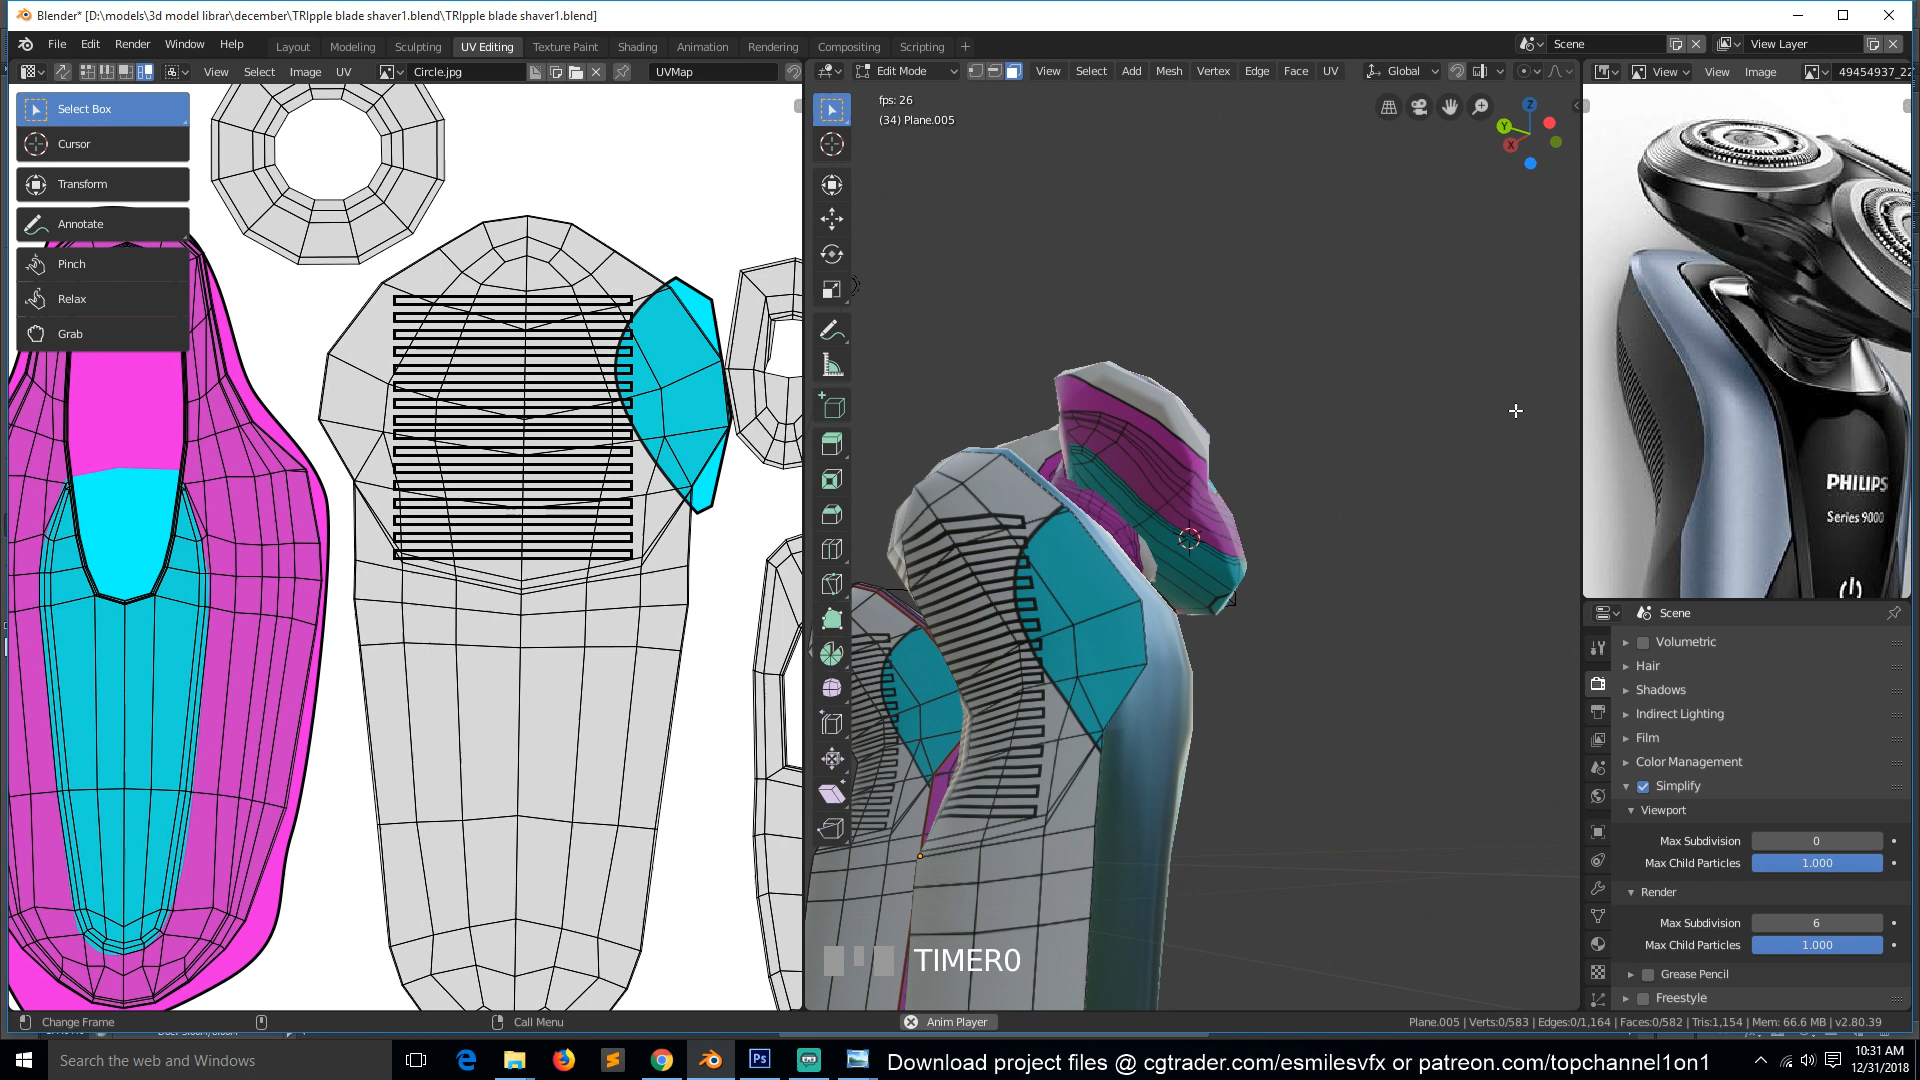 Blender* [D:\models\3d model librar\december\TRIpple blade shaver1.blend\TRIpple blade shaver1.blend]
File Edit Render Window Help Layout Modeling Sculpting UV Editing Texture Paint Shading Animation Rendering Compositing Scripting + Scene View Layer
View Select Image UV Circle.jpg UVMap Edit Mode View Select Add Mesh Vertex Edge Face UV Global View View Image 49454937_22
Select Box
Cursor
Transform
Annotate
Pinch
Relax
Grab
fps: 26
(34) Plane.005
Z
Y
X
PHILIPS
Series 9000
Scene
Volumetric
Hair
Shadows
Indirect Lighting
Film
Color Management
Simplify
Viewport
Max Subdivision 0
Max Child Particles 1.000
Render
Max Subdivision 6
Max Child Particles 1.000
Grease Pencil
Freestyle
TIMER0
Change Frame Call Menu Anim Player Plane.005 | Verts:0/583 | Edges:0/1,164 | Faces:0/582 | Tris:1,154 | Mem: 66.6 MB | v2.80.39
Search the web and Windows
Download project files @ cgtrader.com/esmilesvfx or patreon.com/topchannel1on1
10:31 AM
12/31/2018